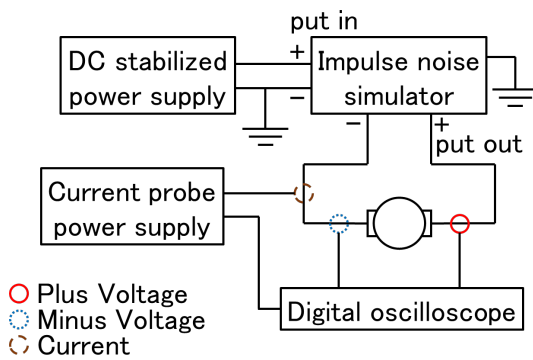 put in
DC stabilized
power supply
+
−
Impulse noise
simulator
−
+
put out
Current probe
power supply
Digital oscilloscope
Plus Voltage
Minus Voltage
Current